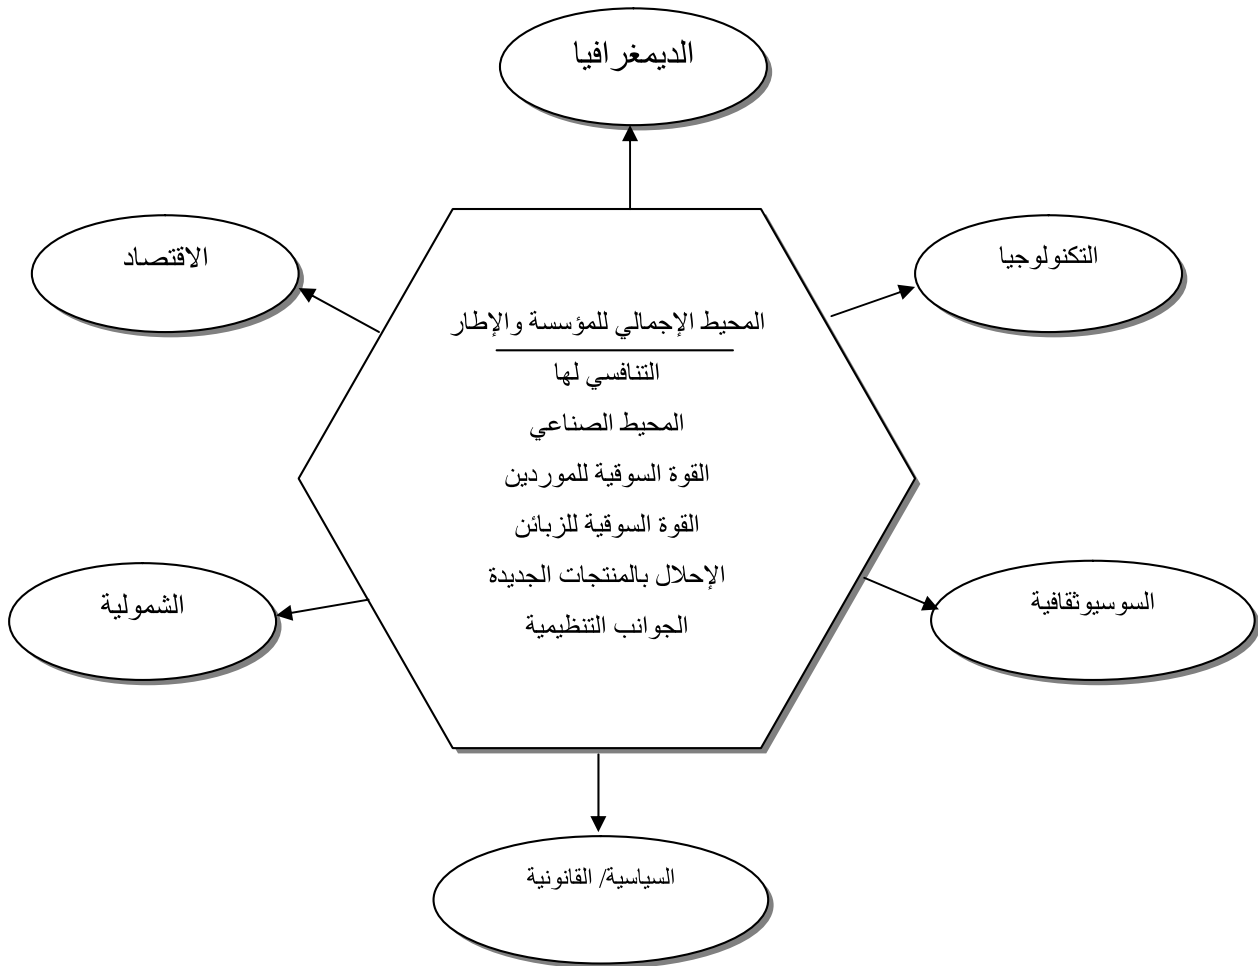 الديمغرافيا
الاقتصاد
التكنولوجيا
المحيط الإجمالي للمؤسسة والإطار
التنافسي لها
المحيط الصناعي
القوة السوقية للموردين
القوة السوقية للزبائن
الإحلال بالمنتجات الجديدة
الجوانب التنظيمية
الشمولية
السوسيوثقافية
السياسية/ القانونية